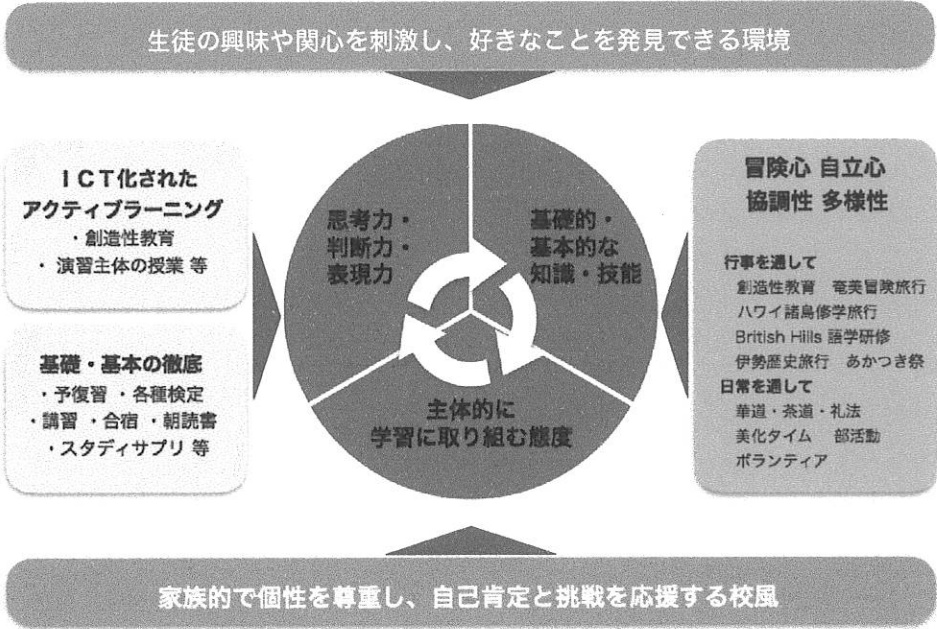 生徒の興味や関心を刺激し、好きなことを発見できる環境
ICT化された
アクティブラーニング
・創造性教育
・演習主体の授業 等
基礎・基本の徹底
・予復習 ・各種検定
・講習 ・合宿 ・朝読書
・スタディサプリ 等
思考力・
判断力・
表現力
基礎的・
基本的な
知識・技能
主体的に
学習に取り組む態度
冒険心 自立心
協調性 多様性
行事を通して
創造性教育 奄美冒険旅行
ハワイ諸島修学旅行
British Hills 語学研修
伊勢歴史旅行 あかつき祭
日常を通して
華道・茶道・礼法
美化タイム 部活動
ボランティア
家族的で個性を尊重し、自己肯定と挑戦を応援する校風